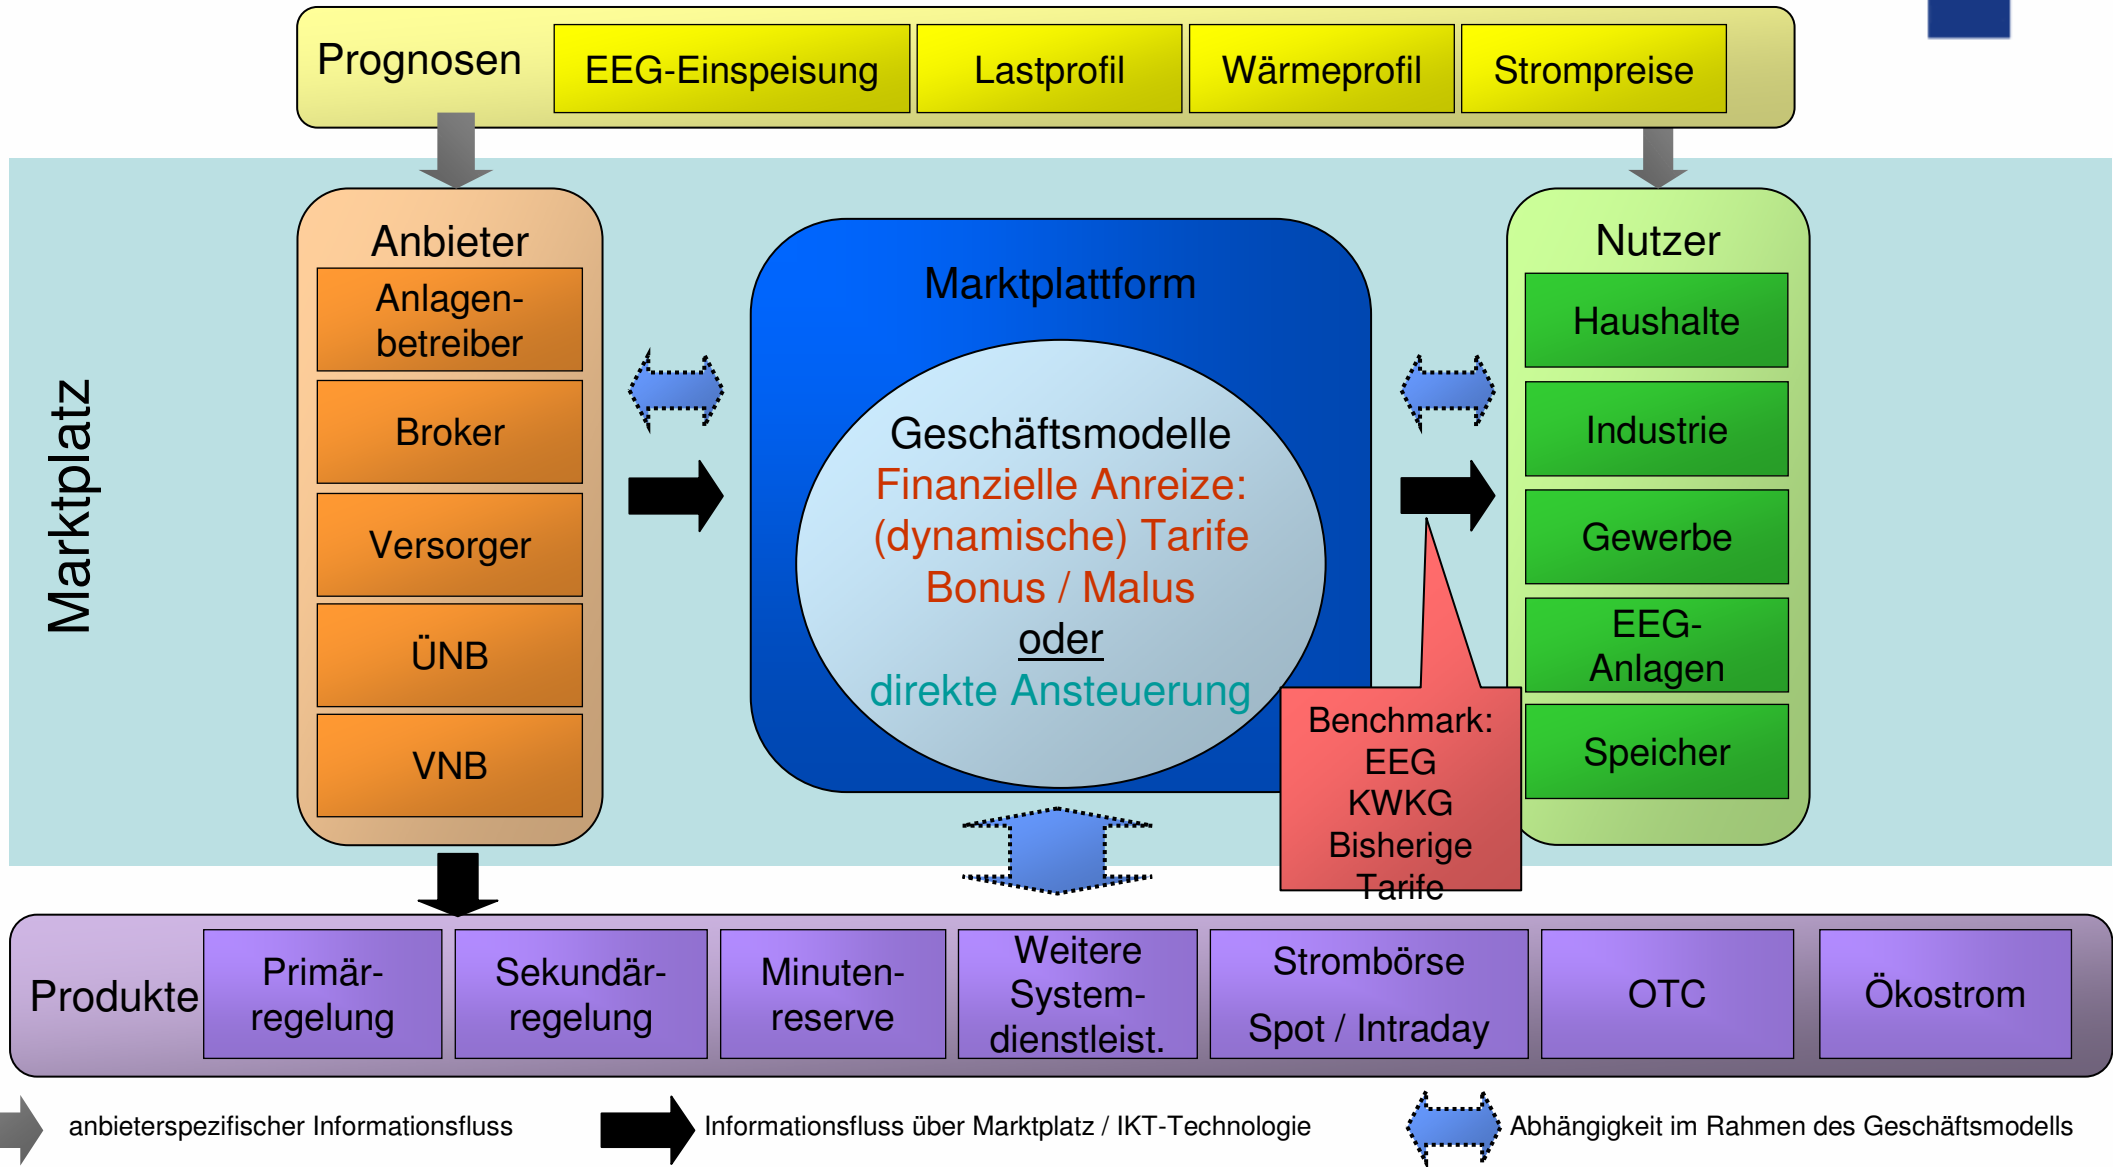 Prognosen
EEG-Einspeisung
Lastprofil
Wärmeprofil
Strompreise
Marktplatz
Anbieter
Anlagen-
betreiber
Broker
Versorger
ÜNB
VNB
Marktplattform
Geschäftsmodelle
Finanzielle Anreize:
(dynamische) Tarife
Bonus / Malus
oder
direkte Ansteuerung
Benchmark:
EEG
KWKG
Bisherige
Tarife
Nutzer
Haushalte
Industrie
Gewerbe
EEG-
Anlagen
Speicher
Produkte
Primär-
regelung
Sekundär-
regelung
Minuten-
reserve
Weitere
System-
dienstleist.
Strombörse
Spot / Intraday
OTC
Ökostrom
anbieterspezifischer Informationsfluss
Informationsfluss über Marktplatz / IKT-Technologie
Abhängigkeit im Rahmen des Geschäftsmodells